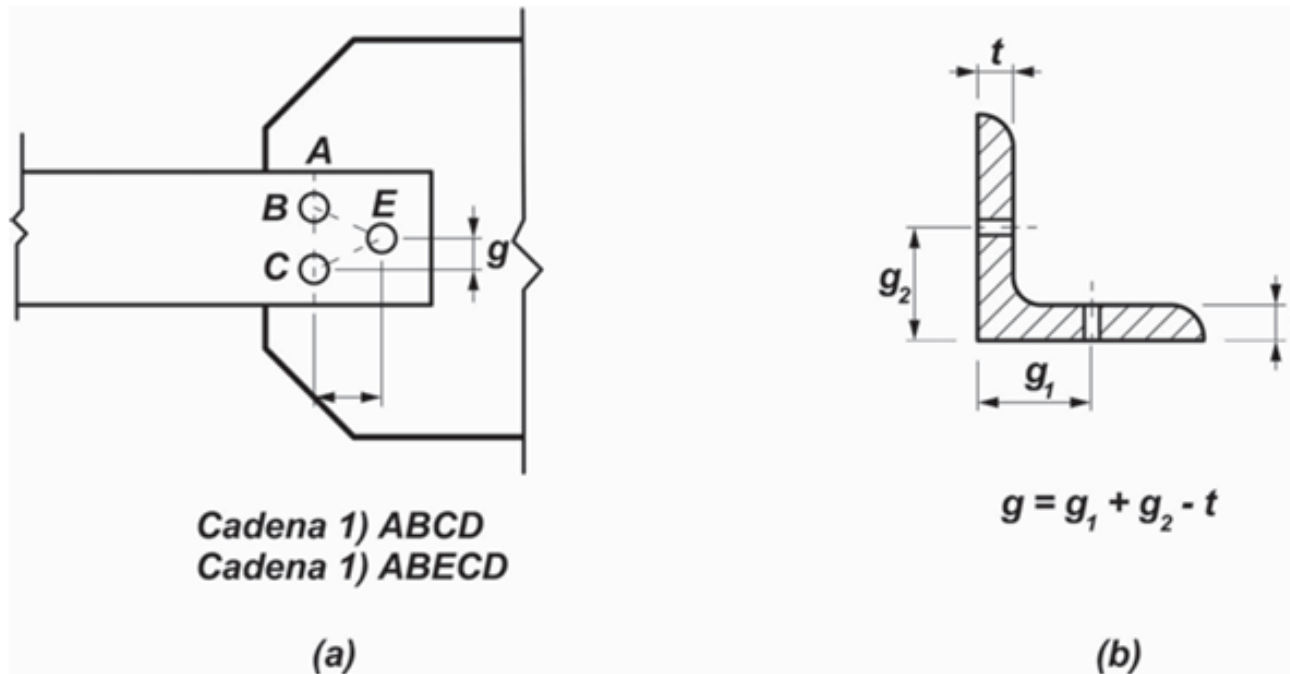 A
B
E
C
g
Cadena 1) ABCD
Cadena 1) ABECD
(a)
t
g2
g1
g = g1 + g2 - t
(b)